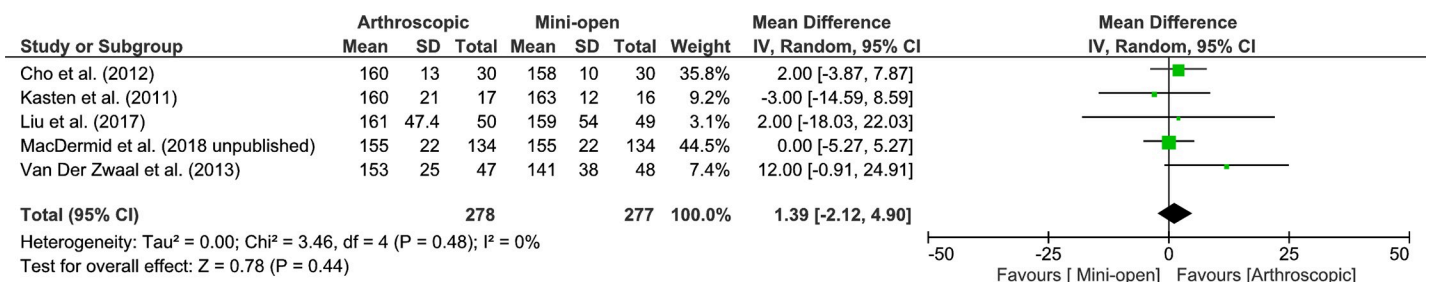 Arthroscopic Mini-open Mean Difference Mean Difference
Study or Subgroup Mean SD Total Mean SD Total Weight IV, Random, 95% CI IV, Random, 95% CI
Cho et al. (2012) 160 13 30 158 10 30 35.8% 2.00 [-3.87, 7.87]
Kasten et al. (2011) 160 21 17 163 12 16 9.2% -3.00 [-14.59, 8.59]
Liu et al. (2017) 161 47.4 50 159 54 49 3.1% 2.00 [-18.03, 22.03]
MacDermid et al. (2018 unpublished) 155 22 134 155 22 134 44.5% 0.00 [-5.27, 5.27]
Van Der Zwaal et al. (2013) 153 25 47 141 38 48 7.4% 12.00 [-0.91, 24.91]
Total (95% CI) 278 277 100.0% 1.39 [-2.12, 4.90]
Heterogeneity: Tau² = 0.00; Chi² = 3.46, df = 4 (P = 0.48); I² = 0%
Test for overall effect: Z = 0.78 (P = 0.44)
-50 -25 0 25 50
Favours [ Mini-open] Favours [Arthroscopic]